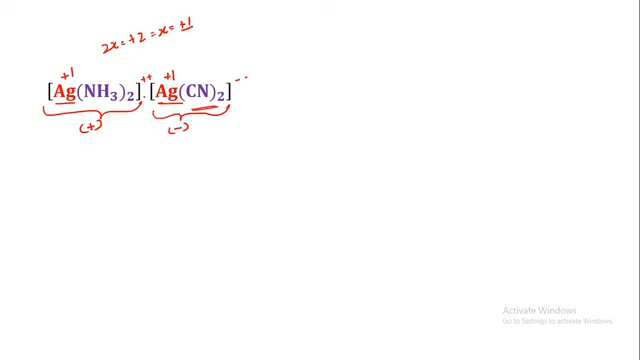 2x = +2 = x = +1
+1 ++ +1 --
[Ag(NH₃)₂].[Ag(CN)₂]
(+) (-)
Activate Windows
Go to Settings to activate Windows.